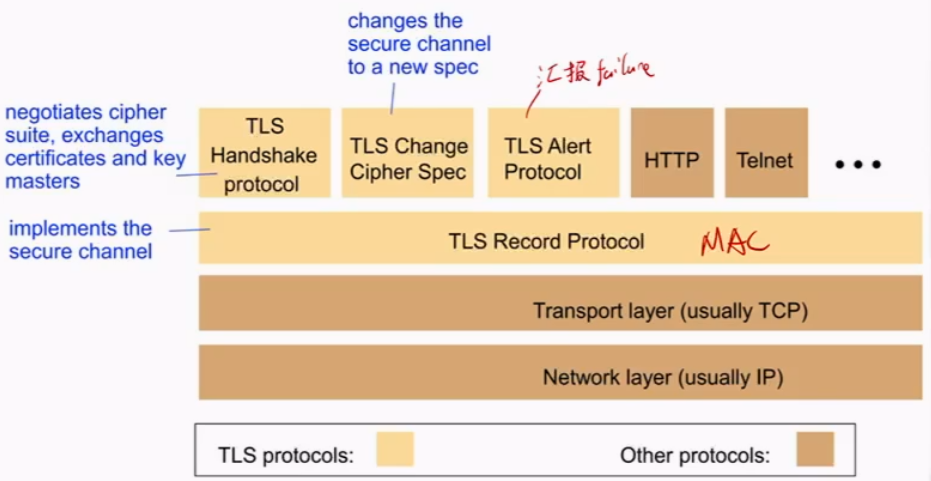 changes the
secure channel
to a new spec
汇报 failure
negotiates cipher
suite, exchanges
certificates and key
masters
TLS
Handshake
protocol
TLS Change
Cipher Spec
TLS Alert
Protocol
HTTP
Telnet
•••
implements the
secure channel
TLS Record Protocol
MAC
Transport layer (usually TCP)
Network layer (usually IP)
TLS protocols:
Other protocols: